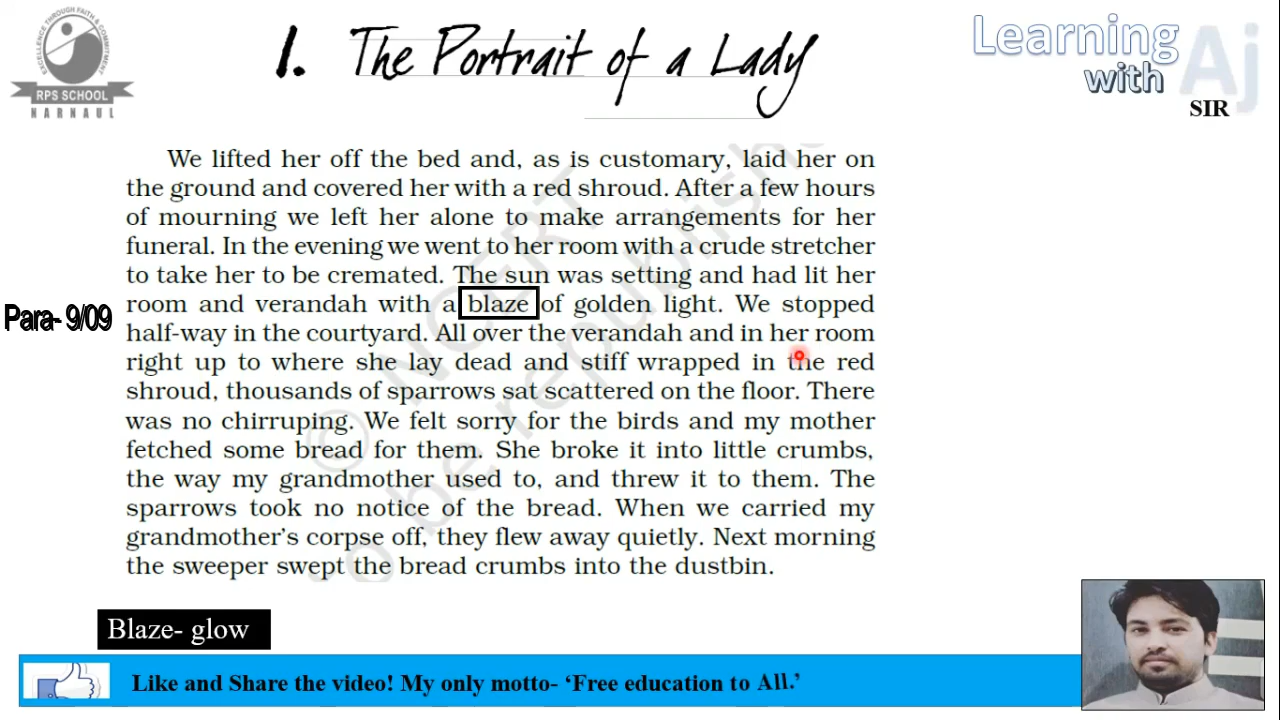 EXCELLENCE THROUGH FAITH & COMMITMENT
RPS SCHOOL
NARNAUL
1. The Portrait of a Lady
Learning
with
Aj
SIR
We lifted her off the bed and, as is customary, laid her on
the ground and covered her with a red shroud. After a few hours
of mourning we left her alone to make arrangements for her
funeral. In the evening we went to her room with a crude stretcher
to take her to be cremated. The sun was setting and had lit her
room and verandah with a blaze of golden light. We stopped
half-way in the courtyard. All over the verandah and in her room
right up to where she lay dead and stiff wrapped in the red
shroud, thousands of sparrows sat scattered on the floor. There
was no chirruping. We felt sorry for the birds and my mother
fetched some bread for them. She broke it into little crumbs,
the way my grandmother used to, and threw it to them. The
sparrows took no notice of the bread. When we carried my
grandmother’s corpse off, they flew away quietly. Next morning
the sweeper swept the bread crumbs into the dustbin.
Para- 9/09
© NCERT
to be republishe
Blaze- glow
Like and Share the video! My only motto- ‘Free education to All.’